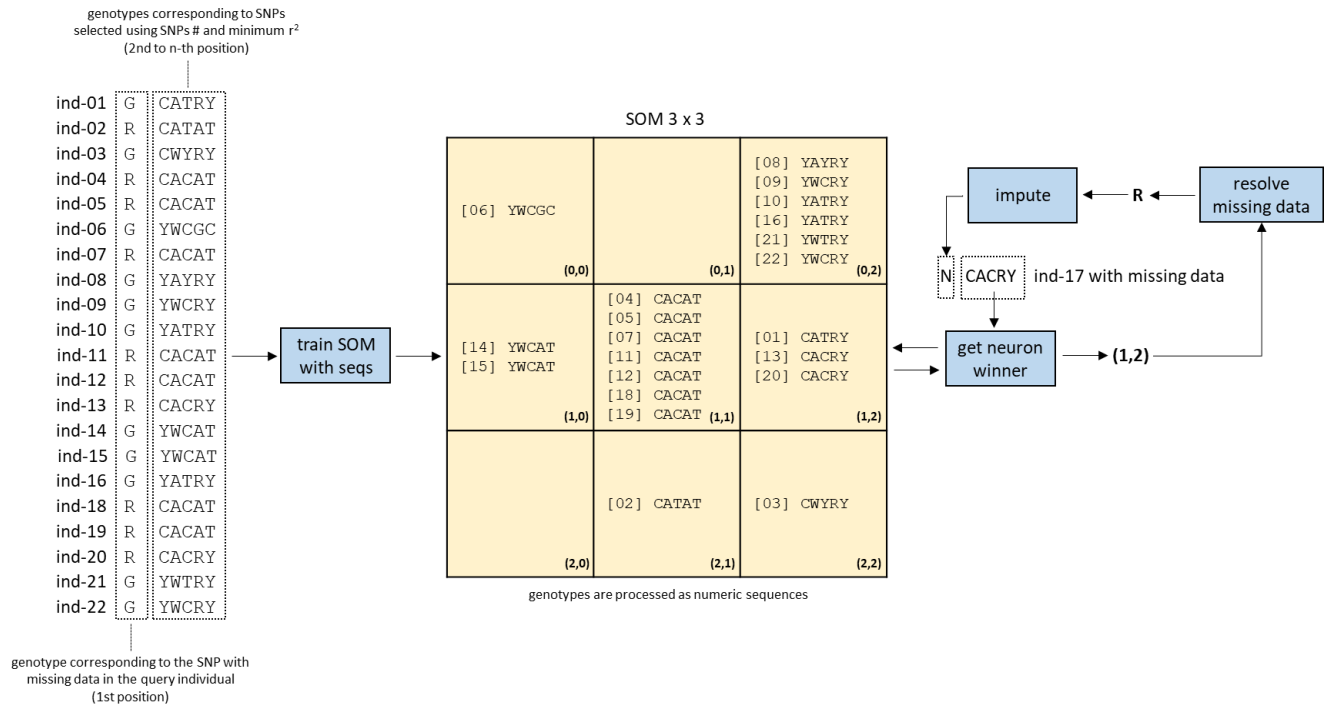 genotypes corresponding to SNPs
selected using SNPs # and minimum r²
(2nd to n-th position)
ind-01 G CATRY
ind-02 R CATAT
ind-03 G CWYRY
ind-04 R CACAT
ind-05 R CACAT
ind-06 G YWCGC
ind-07 R CACAT
ind-08 G YAYRY
ind-09 G YWCRY
ind-10 G YATRY
ind-11 R CACAT
ind-12 R CACAT
ind-13 R CACRY
ind-14 G YWCAT
ind-15 G YWCAT
ind-16 G YATRY
ind-18 R CACAT
ind-19 R CACAT
ind-20 R CACRY
ind-21 G YWTRY
ind-22 G YWCRY
genotype corresponding to the SNP with
missing data in the query individual
(1st position)
train SOM
with seqs
SOM 3 x 3
[06] YWCGC
(0,0)
(0,1)
[08] YAYRY
[09] YWCRY
[10] YATRY
[16] YATRY
[21] YWTRY
[22] YWCRY
(0,2)
[14] YWCAT
[15] YWCAT
(1,0)
[04] CACAT
[05] CACAT
[07] CACAT
[11] CACAT
[12] CACAT
[18] CACAT
[19] CACAT
(1,1)
[01] CATRY
[13] CACRY
[20] CACRY
(1,2)
(2,0)
[02] CATAT
(2,1)
[03] CWYRY
(2,2)
genotypes are processed as numeric sequences
impute
R
resolve
missing data
N CACRY ind-17 with missing data
get neuron
winner
(1,2)